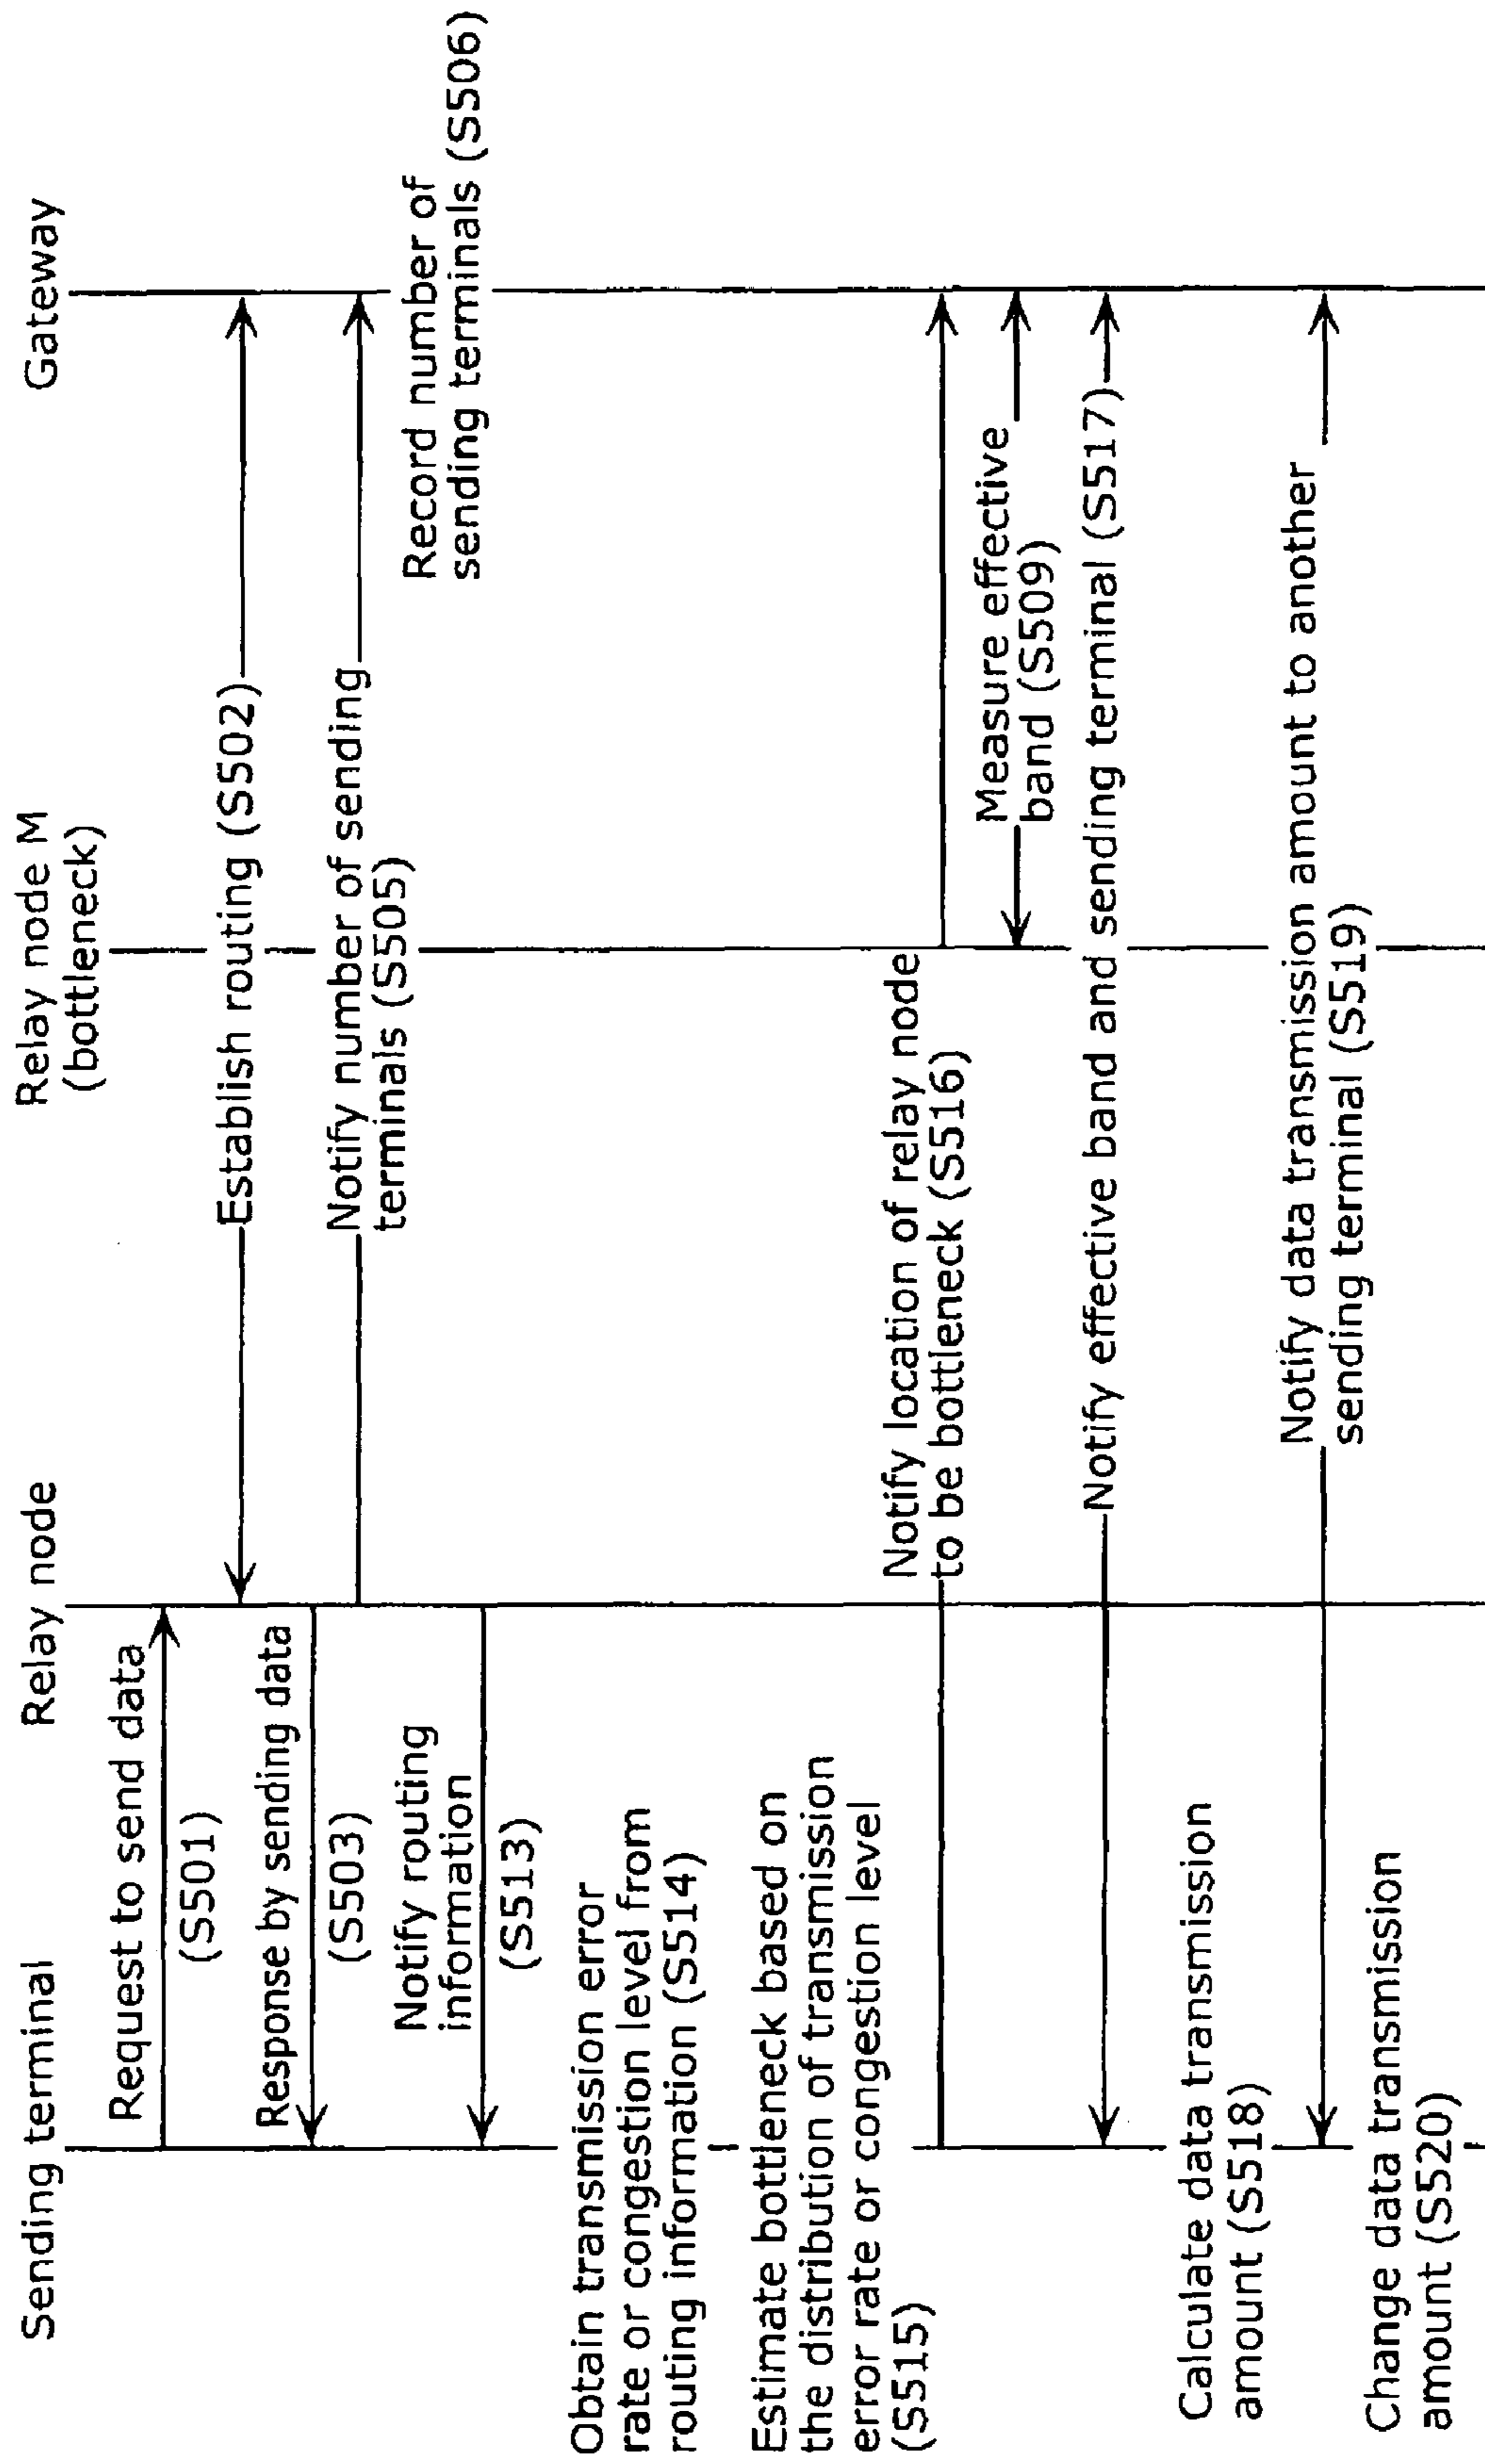 Sending terminal
Relay node
Relay node M
(bottleneck)
Gateway
Request to send data
(S501)
Establish routing (S502)
Response by sending data
(S503)
Notify number of sending
terminals (S505)
Record number of
sending terminals (S506)
Notify routing
information
(S513)
Obtain transmission error
rate or congestion level from
routing information (S514)
Estimate bottleneck based on
the distribution of transmission
error rate or congestion level
(S515)
Notify location of relay node
to be bottleneck (S516)
Measure effective
band (S509)
Notify effective band and sending terminal (S517)
Calculate data transmission
amount (S518)
Notify data transmission amount to another
sending terminal (S519)
Change data transmission
amount (S520)